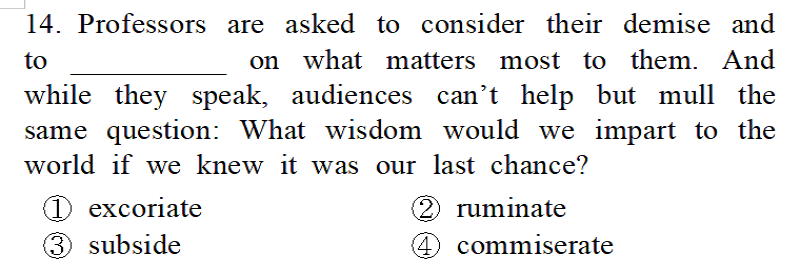 14. Professors are asked to consider their demise and
to __________ on what matters most to them. And
while they speak, audiences can't help but mull the
same question: What wisdom would we impart to the
world if we knew it was our last chance?
① excoriate ② ruminate
③ subside ④ commiserate